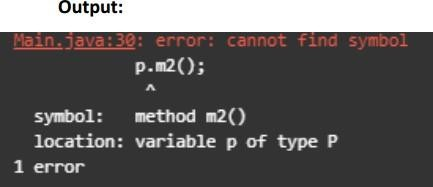 Output:
Main.java:30: error: cannot find symbol
p.m2();
^
symbol: method m2()
location: variable p of type P
1 error